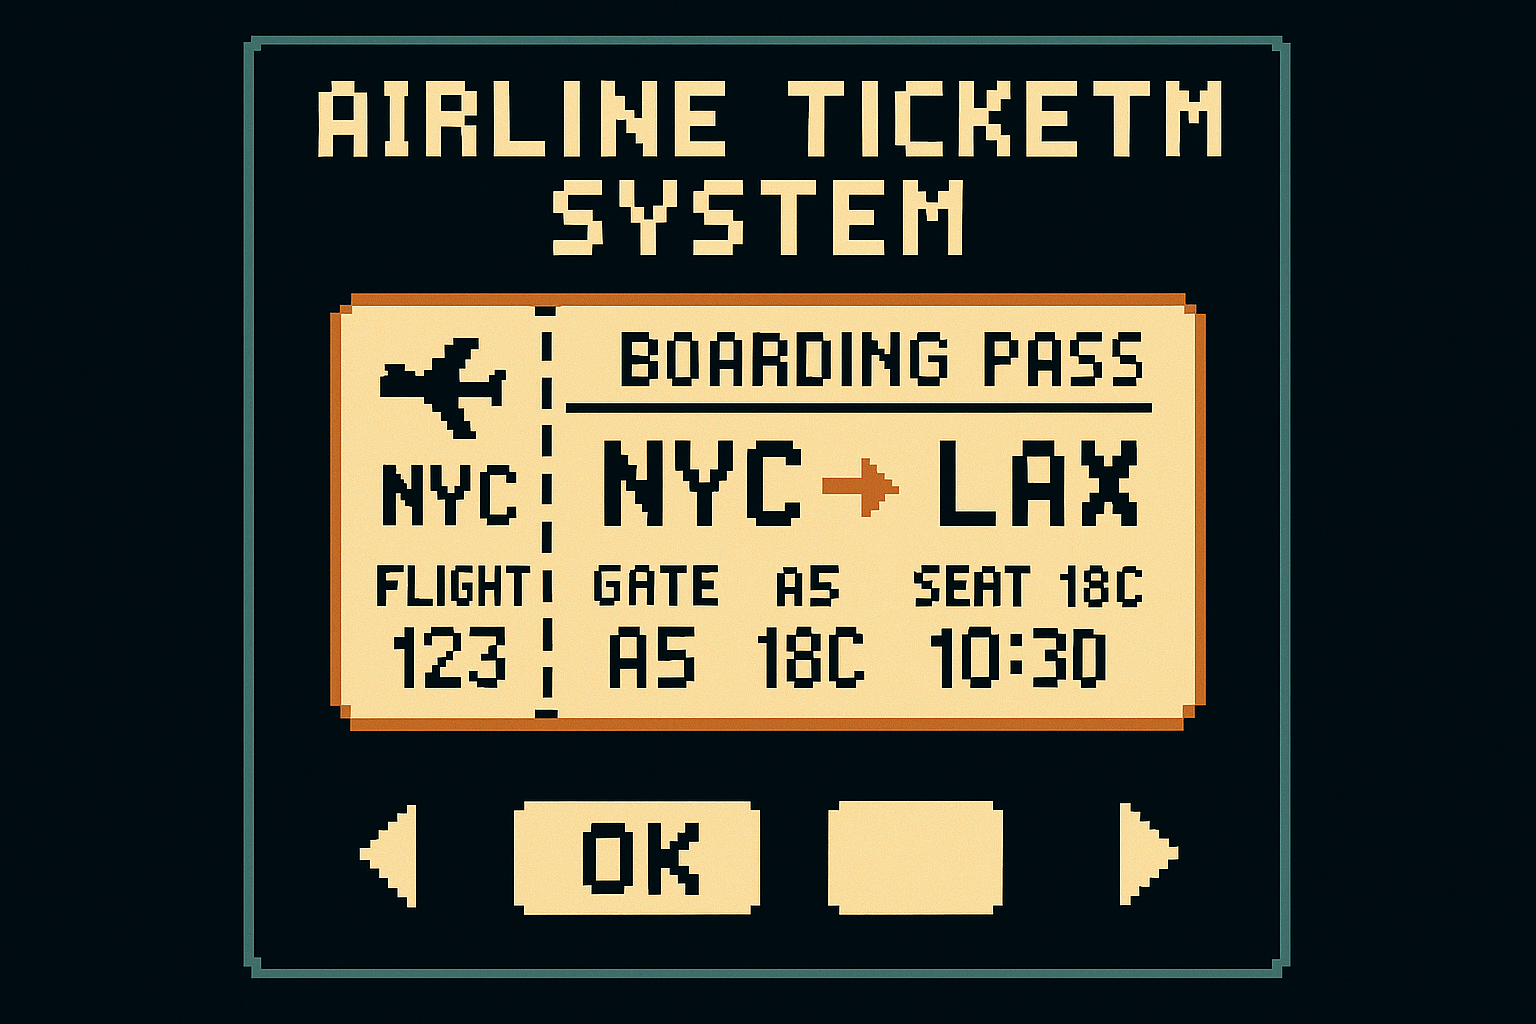 AIRLINE TICKETM
SYSTEM
BOARDING PASS
NYC
NYC → LAX
FLIGHT
123
GATE A5 SEAT 18C
A5 18C 10:30
OK